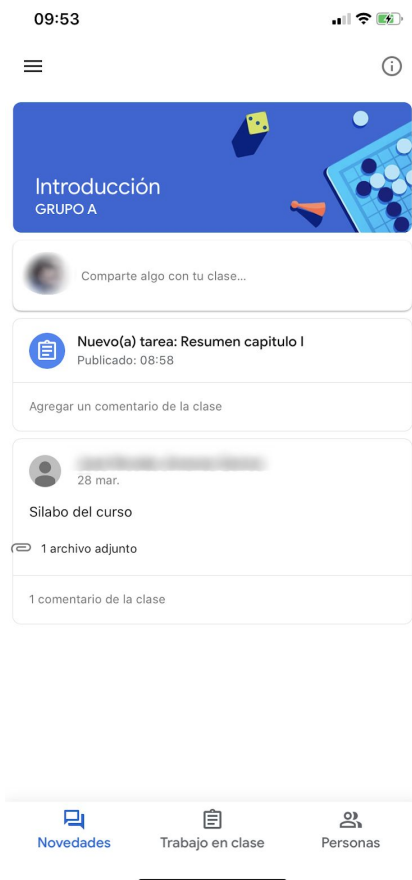 09:53
Introducción
GRUPO A
Comparte algo con tu clase...
Nuevo(a) tarea: Resumen capitulo I
Publicado: 08:58
Agregar un comentario de la clase
28 mar.
Silabo del curso
1 archivo adjunto
1 comentario de la clase
Novedades
Trabajo en clase
Personas